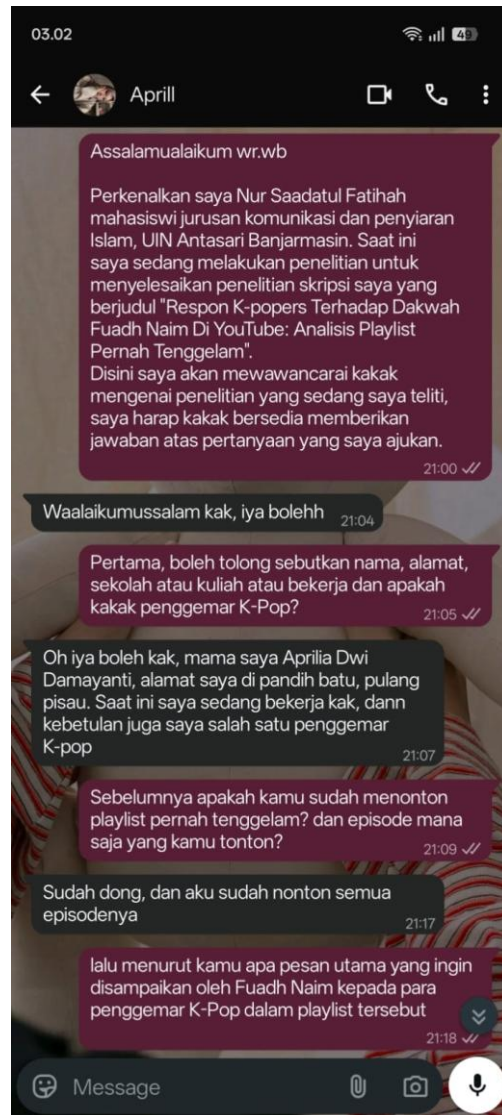 03.02
49
Aprill
Assalamualaikum wr.wb
Perkenalkan saya Nur Saadatul Fatihah
mahasiswi jurusan komunikasi dan penyiaran
Islam, UIN Antasari Banjarmasin. Saat ini
saya sedang melakukan penelitian untuk
menyelesaikan penelitian skripsi saya yang
berjudul "Respon K-popers Terhadap Dakwah
Fuadh Naim Di YouTube: Analisis Playlist
Pernah Tenggelam".
Disini saya akan mewawancarai kakak
mengenai penelitian yang sedang saya teliti,
saya harap kakak bersedia memberikan
jawaban atas pertanyaan yang saya ajukan.
21:00
Waalaikumussalam kak, iya bolehh
21:04
Pertama, boleh tolong sebutkan nama, alamat,
sekolah atau kuliah atau bekerja dan apakah
kakak penggemar K-Pop?
21:05
Oh iya boleh kak, mama saya Aprilia Dwi
Damayanti, alamat saya di pandih batu, pulang
pisau. Saat ini saya sedang bekerja kak, dann
kebetulan juga saya salah satu penggemar
K-pop
21:07
Sebelumnya apakah kamu sudah menonton
playlist pernah tenggelam? dan episode mana
saja yang kamu tonton?
21:09
Sudah dong, dan aku sudah nonton semua
episodenya
21:17
lalu menurut kamu apa pesan utama yang ingin
disampaikan oleh Fuadh Naim kepada para
penggemar K-Pop dalam playlist tersebut
21:18
Message